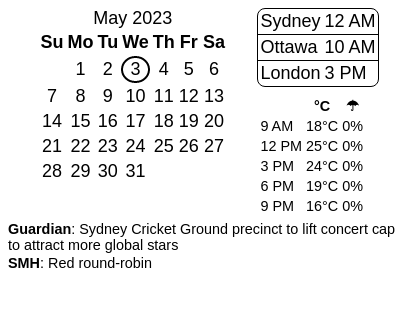 May 2023
Su Mo Tu We Th Fr Sa
1 2 3 4 5 6
7 8 9 10 11 12 13
14 15 16 17 18 19 20
21 22 23 24 25 26 27
28 29 30 31
Sydney 12 AM
Ottawa 10 AM
London 3 PM
°C ☂
9 AM 18°C 0%
12 PM 25°C 0%
3 PM 24°C 0%
6 PM 19°C 0%
9 PM 16°C 0%
Guardian: Sydney Cricket Ground precinct to lift concert cap
to attract more global stars
SMH: Red round-robin